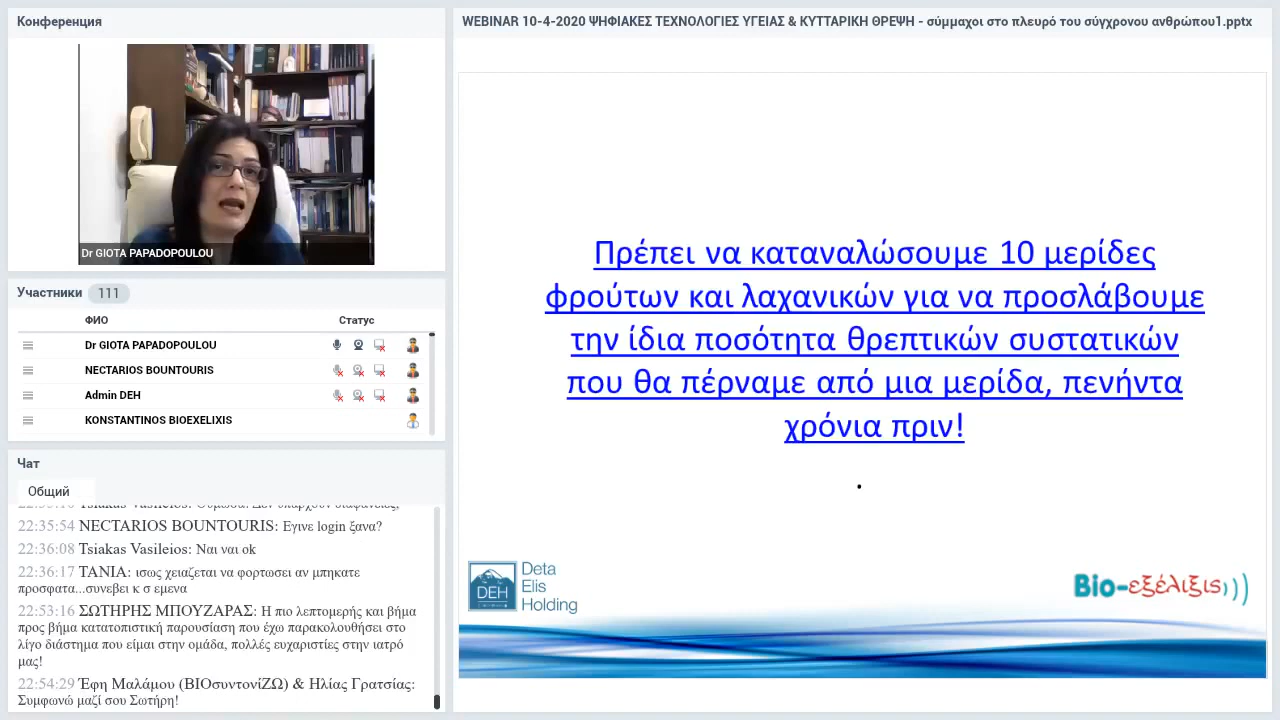 Конференция
WEBINAR 10-4-2020 ΨΗΦΙΑΚΕΣ ΤΕΧΝΟΛΟΓΙΕΣ ΥΓΕΙΑΣ & ΚΥΤΤΑΡΙΚΗ ΘΡΕΨΗ - σύμμαχοι στο πλευρό του σύγχρονου ανθρώπου1.pptx
Dr GIOTA PAPADOPOULOU
Участники 111
ФИО Статус
Dr GIOTA PAPADOPOULOU
NECTARIOS BOUNTOURIS
Admin DEH
KONSTANTINOS BIOEXELIXIS
Чат
Общий
22:35:54 NECTARIOS BOUNTOURIS: Εγινε login ξανα?
22:36:08 Tsiakas Vasileios: Ναι ναι ok
22:36:17 ΤΑΝΙΑ: ισως χειαζεται να φορτωσει αν μπηκατε
προσφατα...συνεβει κ σ εμενα
22:53:16 ΣΩΤΗΡΗΣ ΜΠΟΥΖΑΡΑΣ: Η πιο λεπτομερής και βήμα
προς βήμα κατατοπιστική παρουσίαση που έχω παρακολουθήσει στο
λίγο διάστημα που είμαι στην ομάδα, πολλές ευχαριστίες στην ιατρό
μας!
22:54:29 Έφη Μαλάμου (ΒΙΟσυντονίΖΩ) & Ηλίας Γρατσίας:
Συμφωνώ μαζί σου Σωτήρη!
Πρέπει να καταναλώσουμε 10 μερίδες
φρούτων και λαχανικών για να προσλάβουμε
την ίδια ποσότητα θρεπτικών συστατικών
που θα πέρναμε από μια μερίδα, πενήντα
χρόνια πριν!
.
DEH
Deta
Elis
Holding
Bio-εξέλιξις